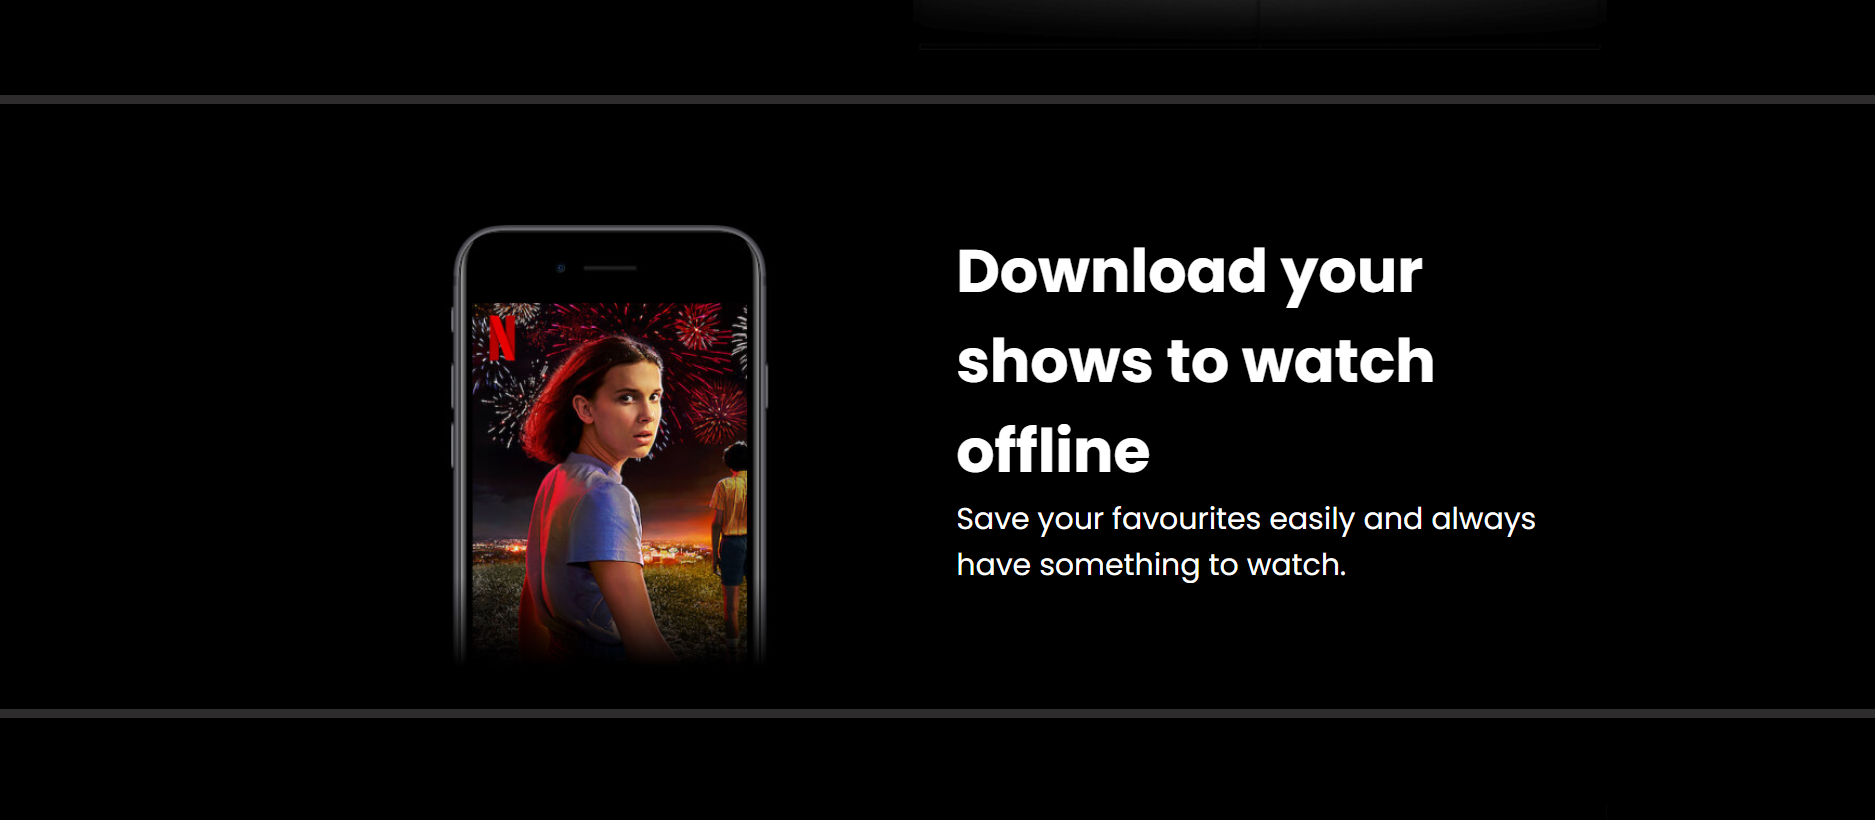 N
Download your
shows to watch
offline
Save your favourites easily and always
have something to watch.